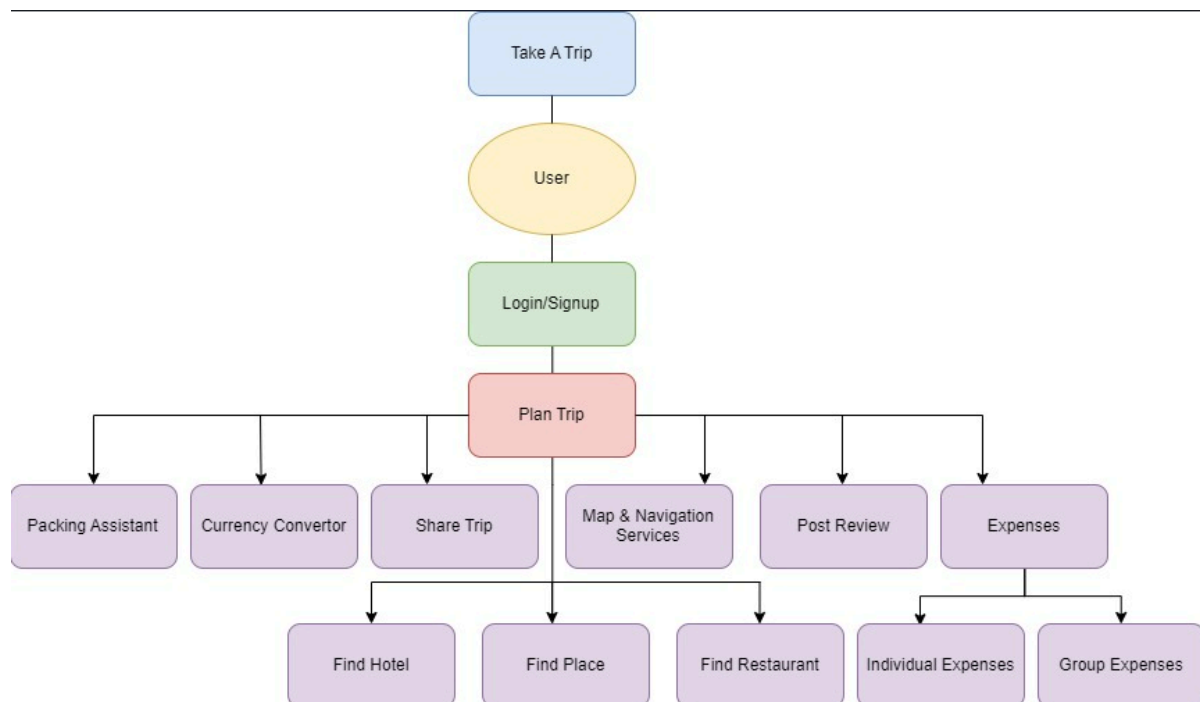 Take A Trip
User
Login/Signup
Plan Trip
Packing Assistant
Currency Convertor
Share Trip
Map & Navigation
Services
Post Review
Expenses
Find Hotel
Find Place
Find Restaurant
Individual Expenses
Group Expenses